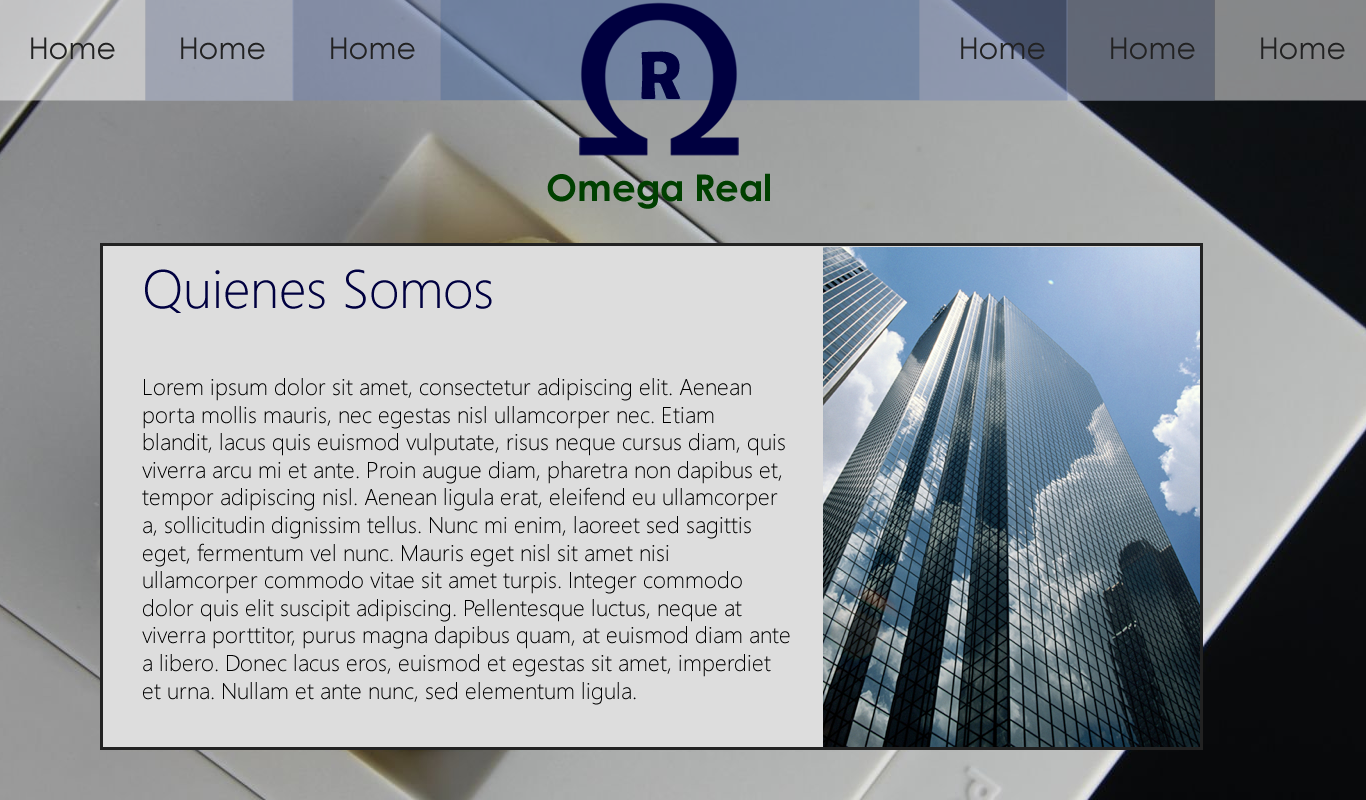 Home
Home
Home
Home
Home
Home
Ω
R
Omega Real
Quienes Somos
Lorem ipsum dolor sit amet, consectetur adipiscing elit. Aenean
porta mollis mauris, nec egestas nisl ullamcorper nec. Etiam
blandit, lacus quis euismod vulputate, risus neque cursus diam, quis
viverra arcu mi et ante. Proin augue diam, pharetra non dapibus et,
tempor adipiscing nisl. Aenean ligula erat, eleifend eu ullamcorper
a, sollicitudin dignissim tellus. Nunc mi enim, laoreet sed sagittis
eget, fermentum vel nunc. Mauris eget nisl sit amet nisi
ullamcorper commodo vitae sit amet turpis. Integer commodo
dolor quis elit suscipit adipiscing. Pellentesque luctus, neque at
viverra porttitor, purus magna dapibus quam, at euismod diam ante
a libero. Donec lacus eros, euismod et egestas sit amet, imperdiet
et urna. Nullam et ante nunc, sed elementum ligula.